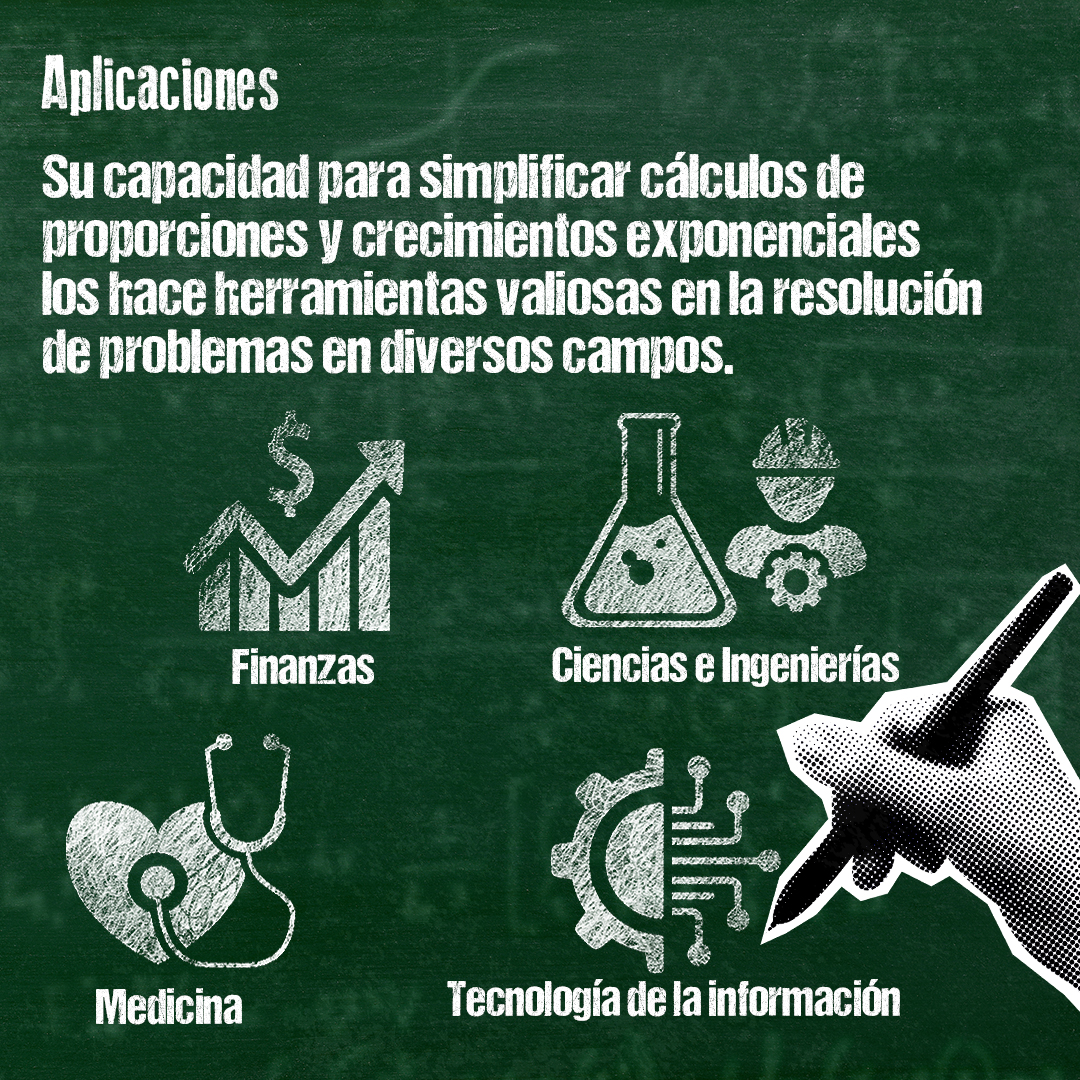 Aplicaciones
Su capacidad para simplificar cálculos de
proporciones y crecimientos exponenciales
los hace herramientas valiosas en la resolución
de problemas en diversos campos.
$
Finanzas
Ciencias e Ingenierías
Medicina
Tecnología de la información